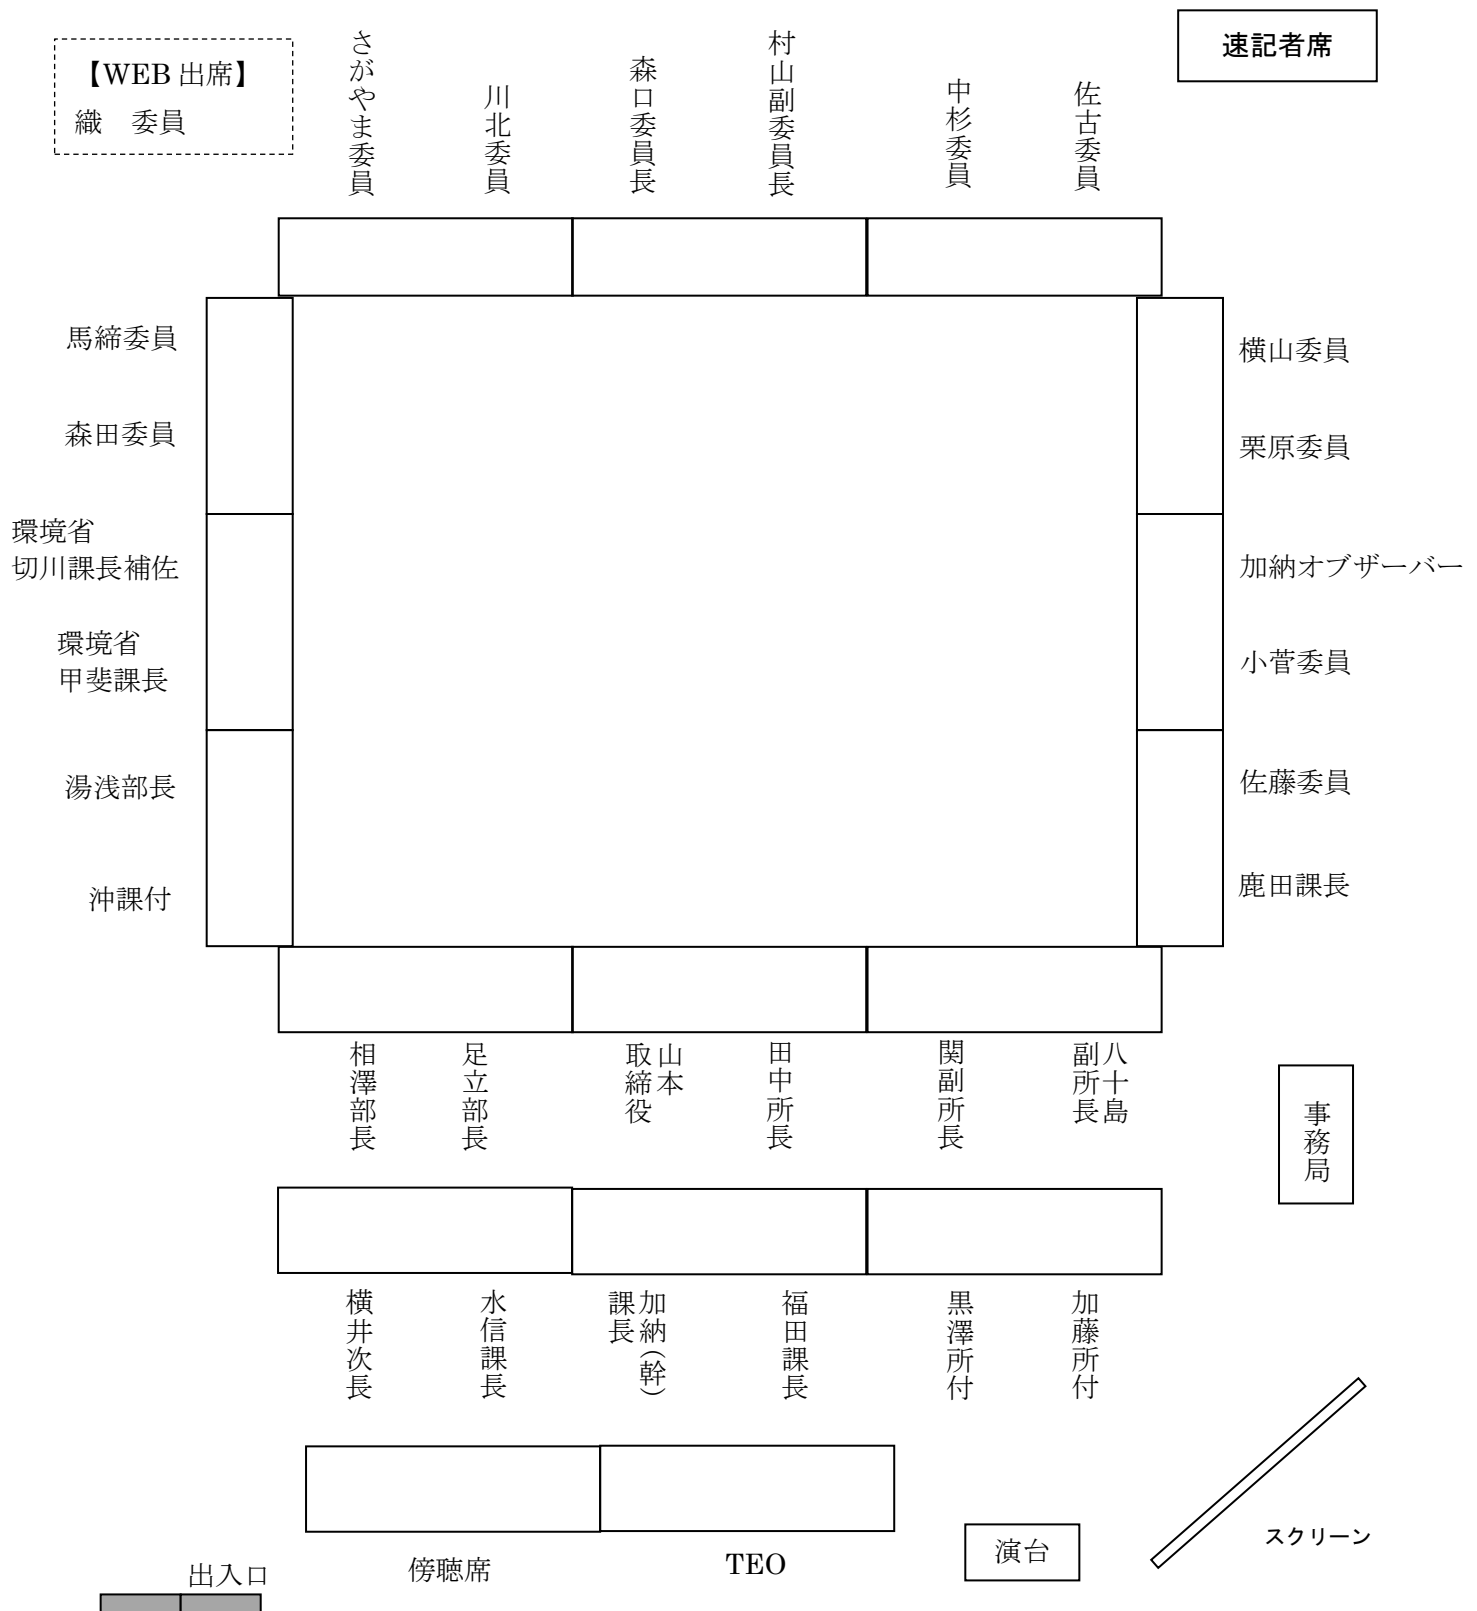 【WEB 出席】
織　委員
さがやま委員
川北委員
森口委員長
村山副委員長
中杉委員
佐古委員
速記者席
馬締委員
森田委員
環境省
切川課長補佐
環境省
甲斐課長
湯浅部長
沖課付
横山委員
栗原委員
加納オブザーバー
小菅委員
佐藤委員
鹿田課長
相澤部長
足立部長
山本
取締役
田中所長
関副所長
八十島
副所長
事務局
横井次長
水信課長
加納(幹)
課長
福田課長
黒澤所付
加藤所付
スクリーン
演台
TEO
傍聴席
出入口